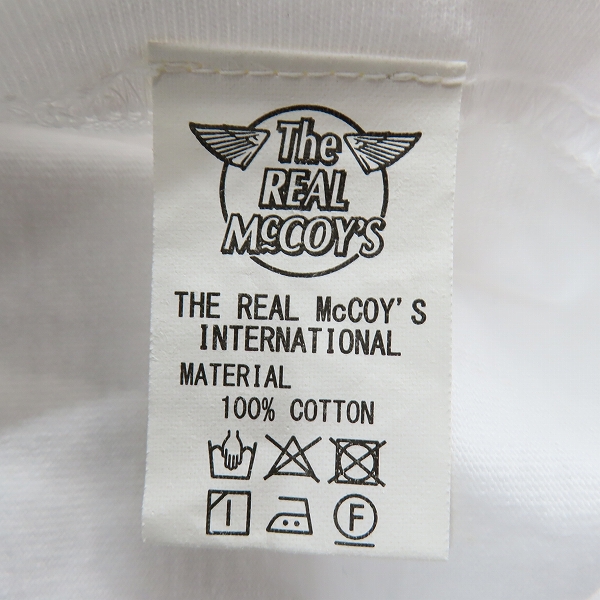 The
REAL
McCOY'S
THE REAL McCOY'S
INTERNATIONAL
MATERIAL
100% COTTON
F